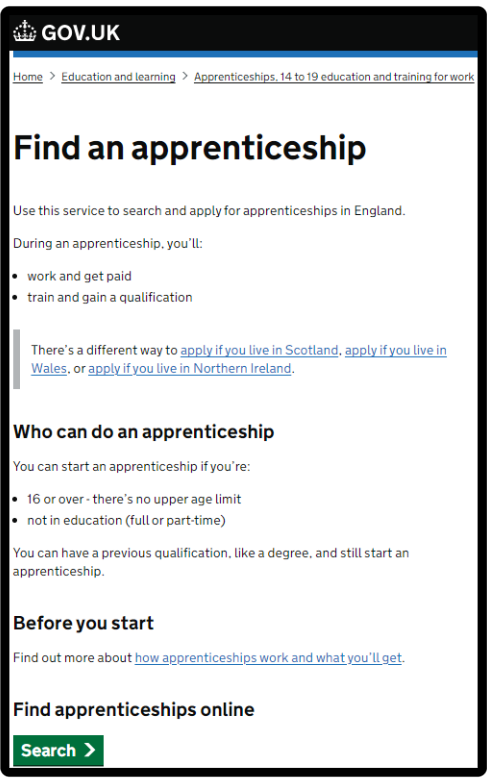 GOV.UK
Home > Education and learning > Apprenticeships, 14 to 19 education and training for work
Find an apprenticeship
Use this service to search and apply for apprenticeships in England.
During an apprenticeship, you’ll:
• work and get paid
• train and gain a qualification
There’s a different way to apply if you live in Scotland, apply if you live in
Wales, or apply if you live in Northern Ireland.
Who can do an apprenticeship
You can start an apprenticeship if you’re:
• 16 or over - there’s no upper age limit
• not in education (full or part-time)
You can have a previous qualification, like a degree, and still start an
apprenticeship.
Before you start
Find out more about how apprenticeships work and what you’ll get.
Find apprenticeships online
Search >